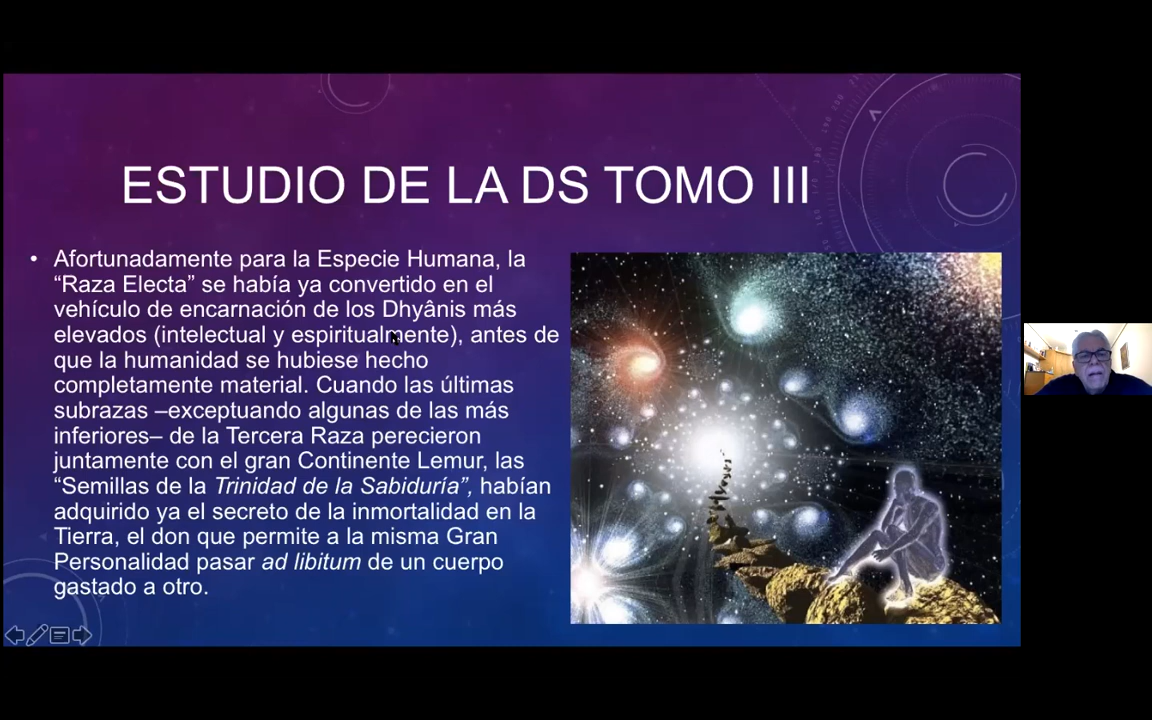 ESTUDIO DE LA DS TOMO III
• Afortunadamente para la Especie Humana, la
“Raza Electa” se había ya convertido en el
vehículo de encarnación de los Dhyânis más
elevados (intelectual y espiritualmente), antes de
que la humanidad se hubiese hecho
completamente material. Cuando las últimas
subrazas –exceptuando algunas de las más
inferiores– de la Tercera Raza perecieron
juntamente con el gran Continente Lemur, las
“Semillas de la Trinidad de la Sabiduría”, habían
adquirido ya el secreto de la inmortalidad en la
Tierra, el don que permite a la misma Gran
Personalidad pasar ad libitum de un cuerpo
gastado a otro.